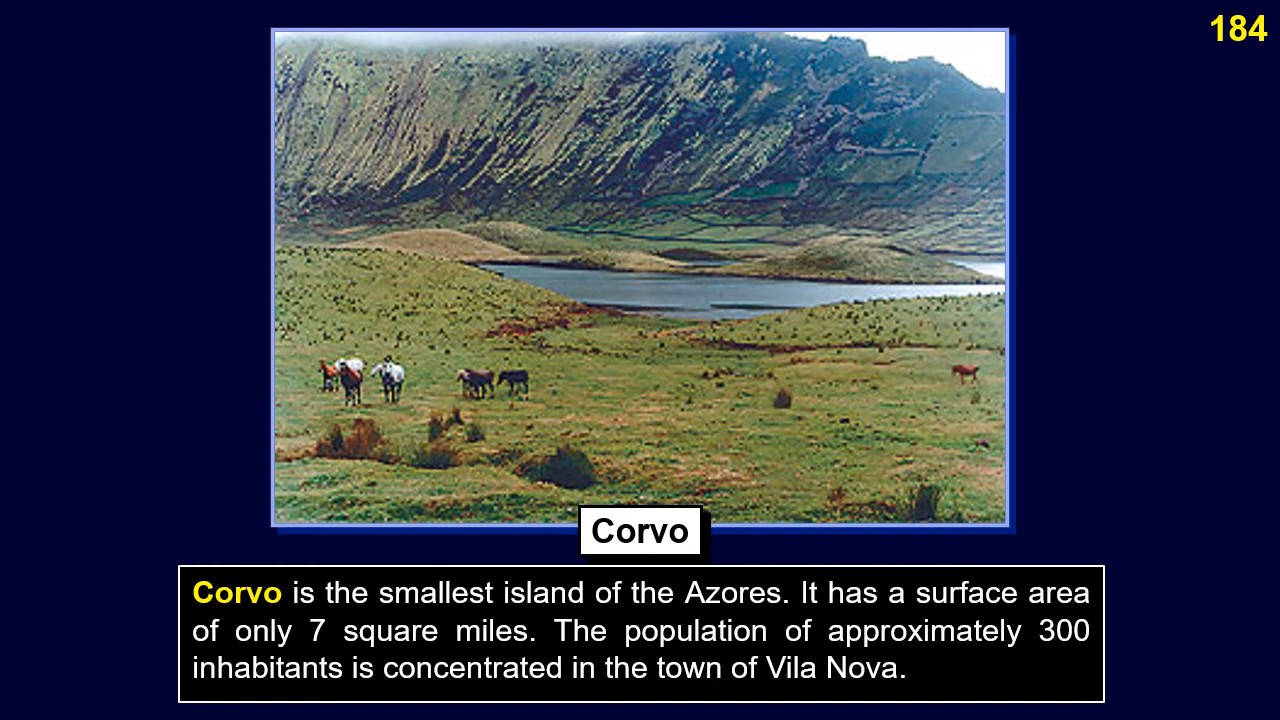 184
Corvo
Corvo is the smallest island of the Azores. It has a surface area
of only 7 square miles. The population of approximately 300
inhabitants is concentrated in the town of Vila Nova.